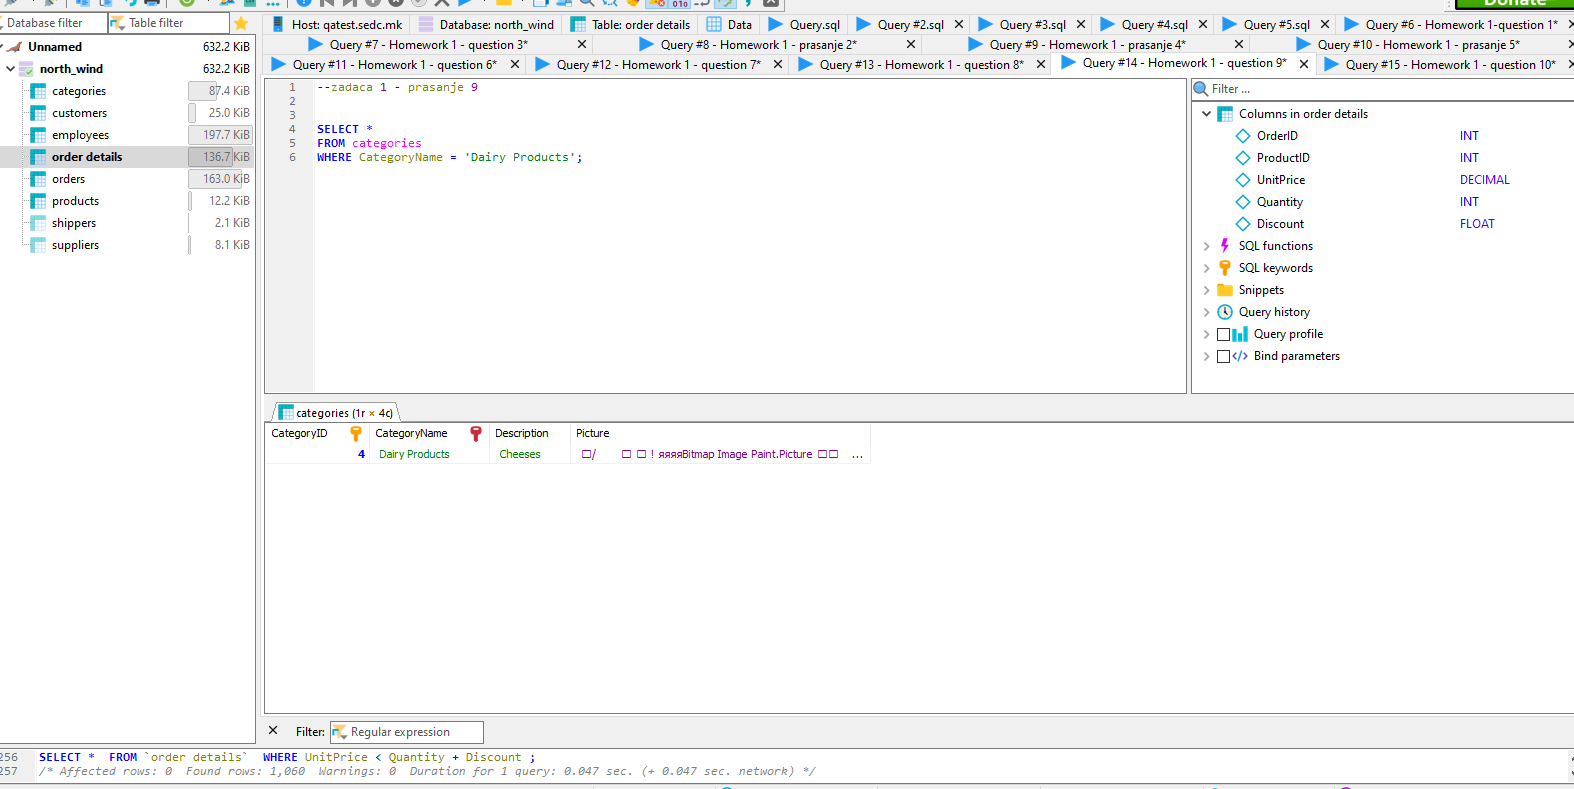 Donate
Database filter Table filter Host: qatest.sedc.mk Database: north_wind Table: order details Data Query.sql Query #2.sql Query #3.sql Query #4.sql Query #5.sql Query #6 - Homework 1-question 1*
Query #7 - Homework 1 - question 3* Query #8 - Homework 1 - prasanje 2* Query #9 - Homework 1 - prasanje 4* Query #10 - Homework 1 - prasanje 5*
Query #11 - Homework 1 - question 6* Query #12 - Homework 1 - question 7* Query #13 - Homework 1 - question 8* Query #14 - Homework 1 - question 9* Query #15 - Homework 1 - question 10*
Unnamed 632.2 KiB
north_wind 632.2 KiB
categories 87.4 KiB
customers 25.0 KiB
employees 197.7 KiB
order details 136.7 KiB
orders 163.0 KiB
products 12.2 KiB
shippers 2.1 KiB
suppliers 8.1 KiB
1 --zadaca 1 - prasanje 9
2
3
4 SELECT *
5 FROM categories
6 WHERE CategoryName = 'Dairy Products';
Filter ...
Columns in order details
OrderID INT
ProductID INT
UnitPrice DECIMAL
Quantity INT
Discount FLOAT
SQL functions
SQL keywords
Snippets
Query history
Query profile
Bind parameters
categories (1r × 4c)
CategoryID CategoryName Description Picture
4 Dairy Products Cheeses □/ □ □ ! яяяяBitmap Image Paint.Picture □□ ...
Filter: Regular expression
256 SELECT * FROM `order details` WHERE UnitPrice < Quantity + Discount ;
257 /* Affected rows: 0 Found rows: 1,060 Warnings: 0 Duration for 1 query: 0.047 sec. (+ 0.047 sec. network) */